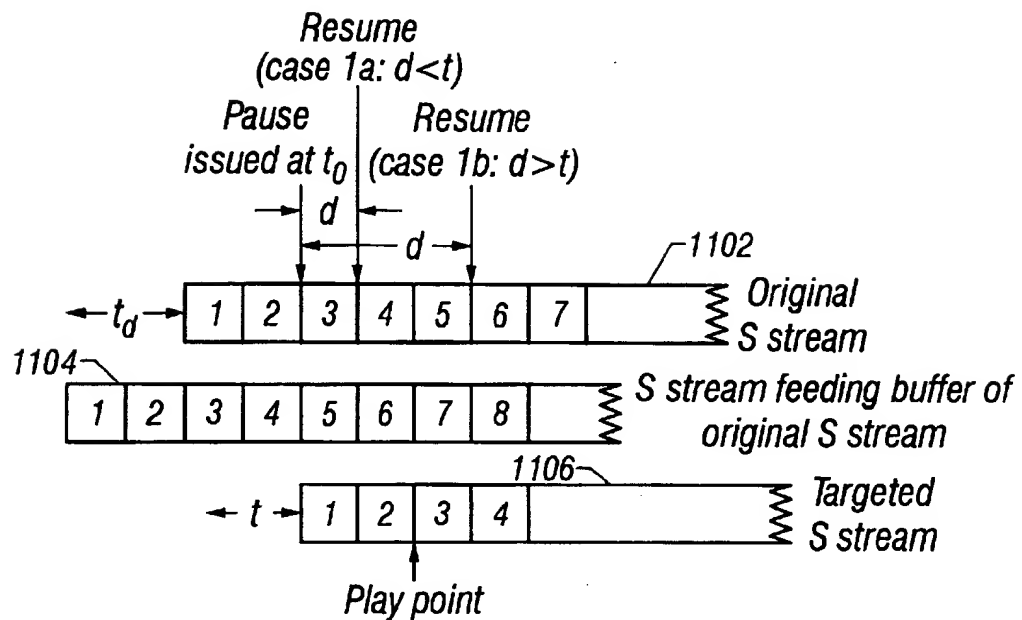 Resume
(case 1a: d<t)
Pause
issued at t0
Resume
(case 1b: d>t)
d
d
1102
td
1 2 3 4 5 6 7
Original
S stream
1104
1 2 3 4 5 6 7 8
S stream feeding buffer of
original S stream
1106
t
1 2 3 4
Targeted
S stream
Play point